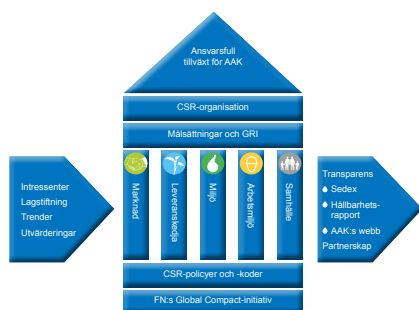 Ansvarsfull
tillväxt för AAK
CSR-organisation
Målsättningar och GRI
Intressenter
Lagstiftning
Trender
Utvärderingar
Marknad
Leveranskedja
Miljö
Arbetsmiljö
Samhälle
Transparens
Sedex
Hållbarhets-
rapport
AAK:s webb
Partnerskap
CSR-policyer och -koder
FN:s Global Compact-initiativ